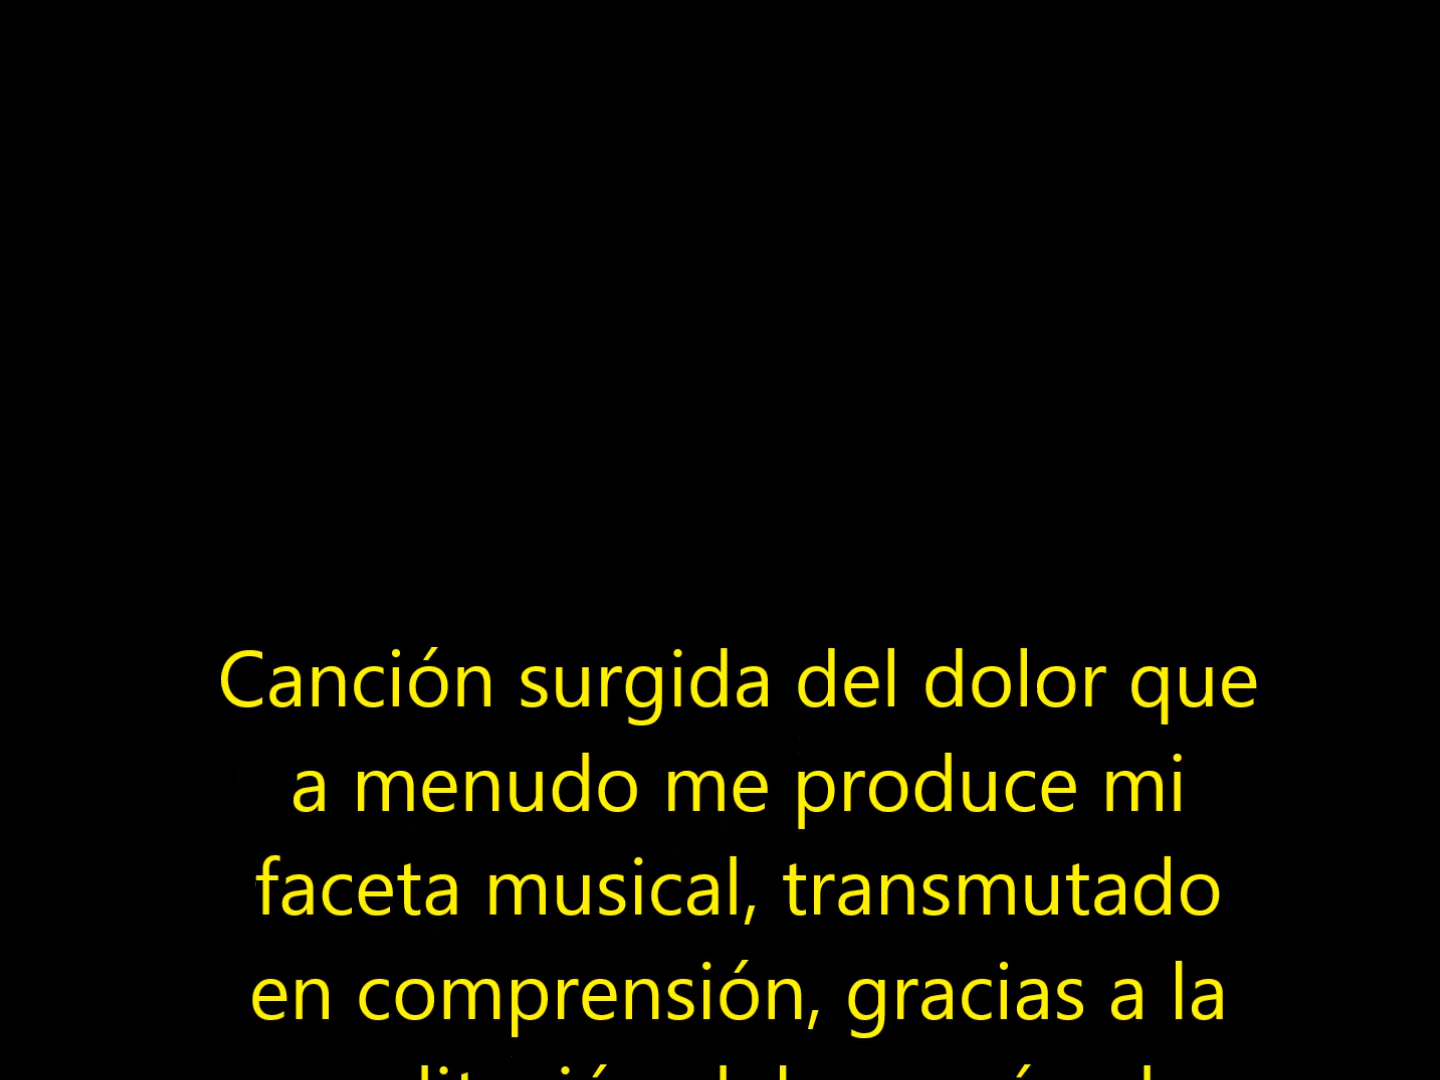 Canción surgida del dolor que
a menudo me produce mi
faceta musical, transmutado
en comprensión, gracias a la